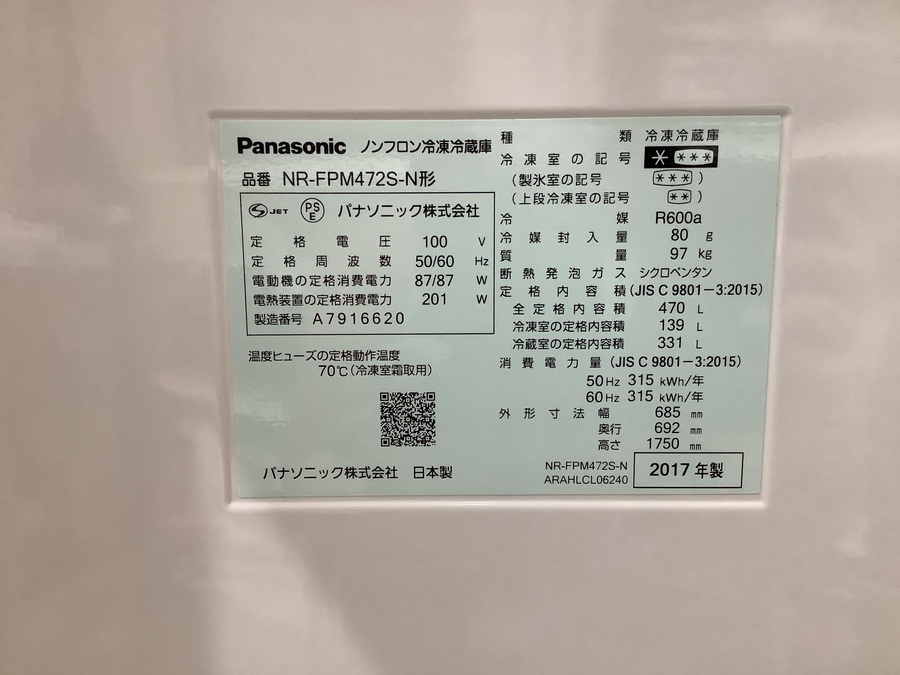 Panasonic ノンフロン冷凍冷蔵庫
品番 NR-FPM472S-N形
S JET PS E パナソニック株式会社
定格電圧 100 V
定格周波数 50/60 Hz
電動機の定格消費電力 87/87 W
電熱装置の定格消費電力 201 W
製造番号 A7916620
温度ヒューズの定格動作温度
70℃(冷凍室霜取用)
パナソニック株式会社 日本製
種類 冷凍冷蔵庫
冷凍室の記号 * ***
(製氷室の記号 *** )
(上段冷凍室の記号 ** )
冷媒 R600a
冷媒封入量 80 g
質量 97 kg
断熱発泡ガス シクロペンタン
定格内容積 (JIS C 9801-3:2015)
全定格内容積 470 L
冷凍室の定格内容積 139 L
冷蔵室の定格内容積 331 L
消費電力量 (JIS C 9801-3:2015)
50Hz 315 kWh/年
60Hz 315 kWh/年
外形寸法 幅 685 mm
奥行 692 mm
高さ 1750 mm
NR-FPM472S-N
ARAHLCL06240
2017年製